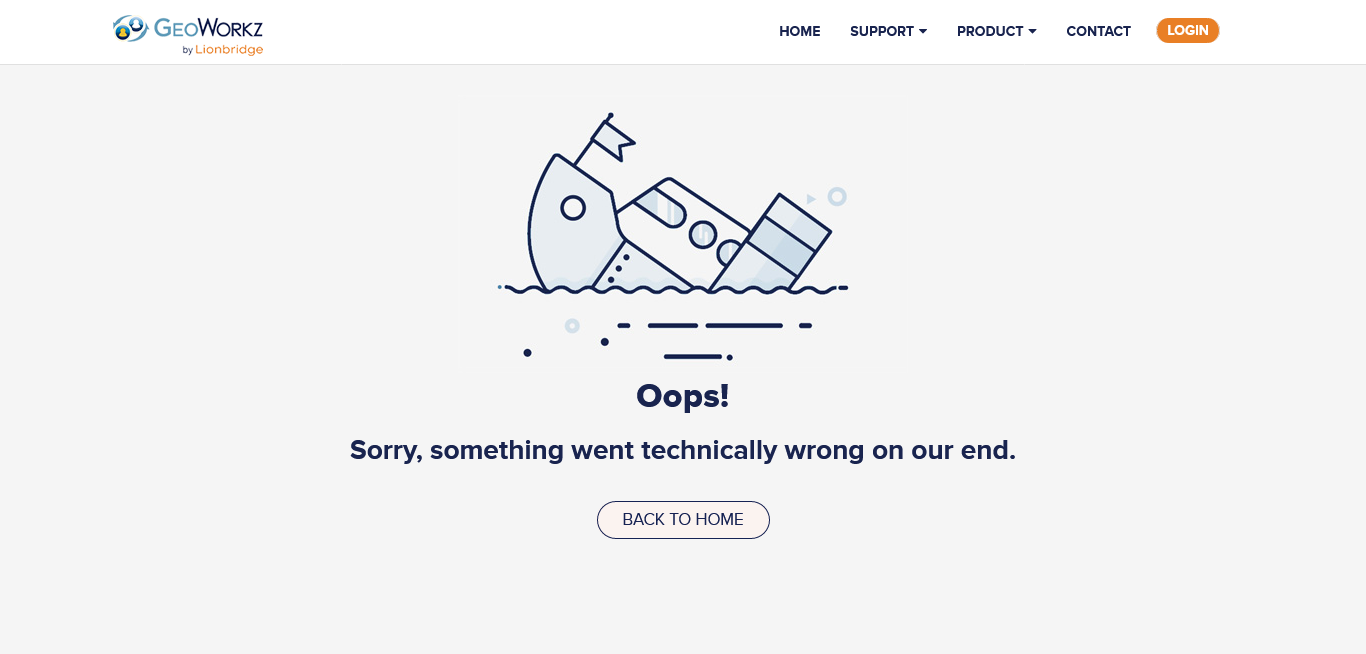 GEOWORKZ
by Lionbridge
HOME SUPPORT PRODUCT CONTACT LOGIN
Oops!
Sorry, something went technically wrong on our end.
BACK TO HOME